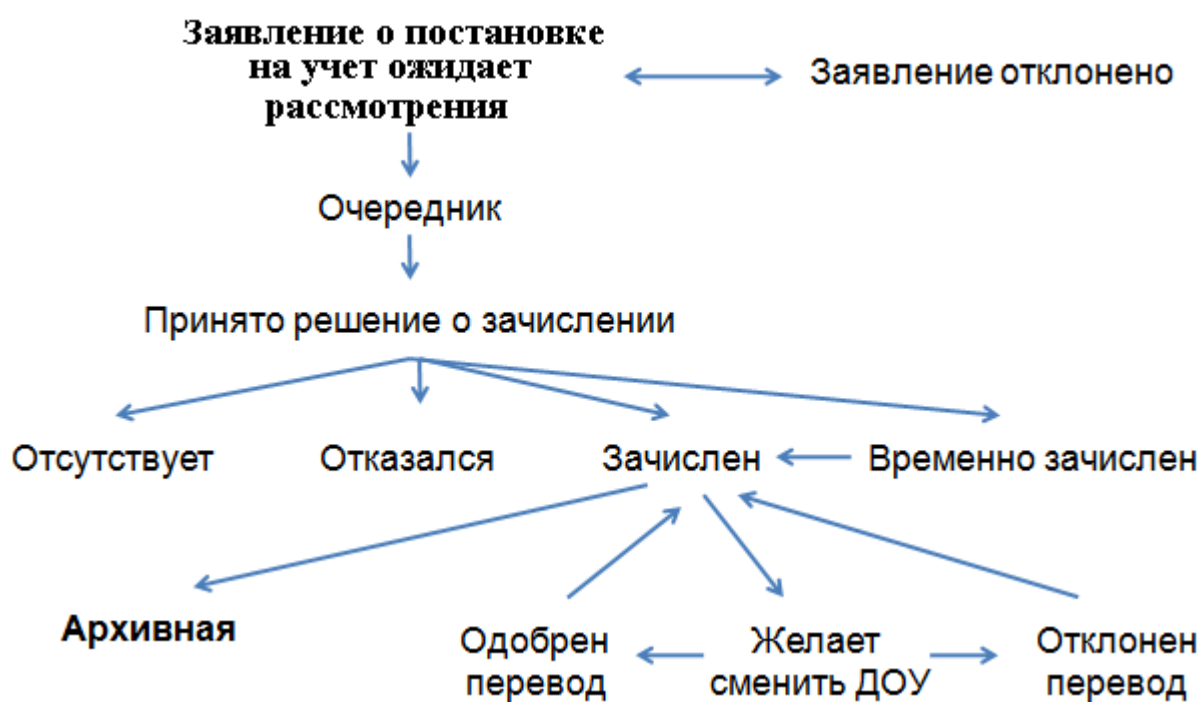 Заявление о постановке
на учет ожидает
рассмотрения
Заявление отклонено
Очередник
Принято решение о зачислении
Отсутствует
Отказался
Зачислен
Временно зачислен
Архивная
Одобрен
перевод
Желает
сменить ДОУ
Отклонен
перевод